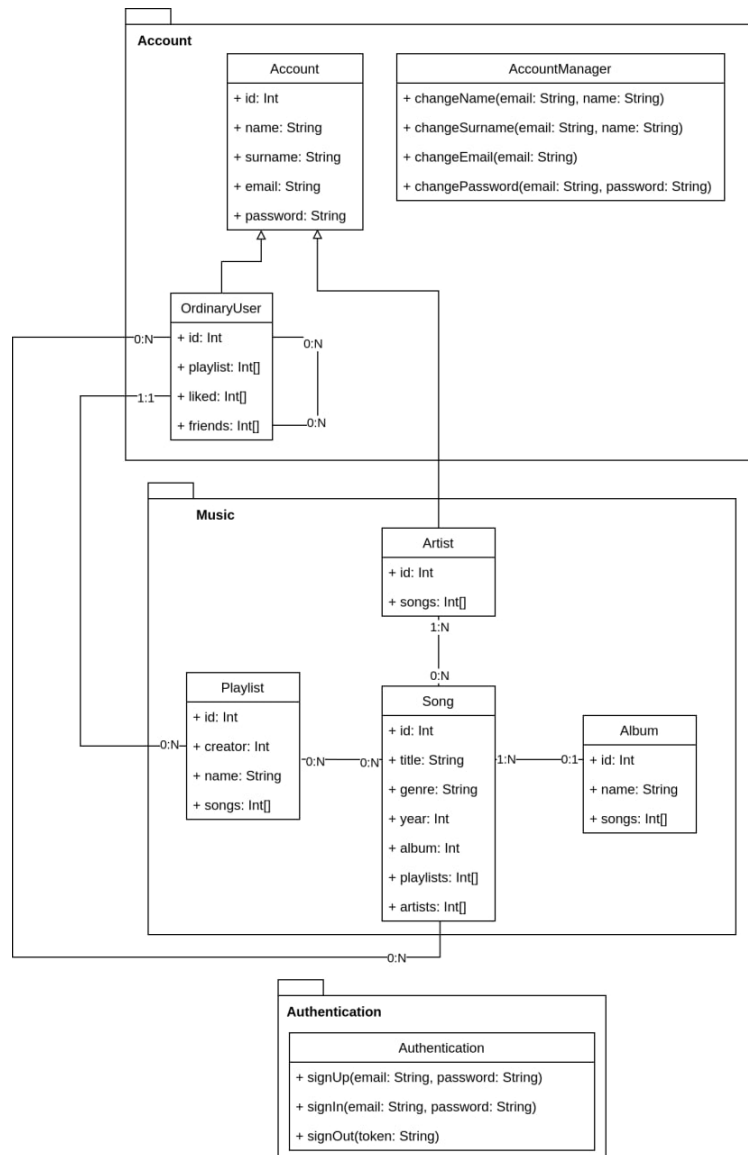 Account
Account
+ id: Int
+ name: String
+ surname: String
+ email: String
+ password: String
AccountManager
+ changeName(email: String, name: String)
+ changeSurname(email: String, name: String)
+ changeEmail(email: String)
+ changePassword(email: String, password: String)
OrdinaryUser
+ id: Int
+ playlist: Int[]
+ liked: Int[]
+ friends: Int[]
0:N
1:1
0:N
0:N
Music
Artist
+ id: Int
+ songs: Int[]
1:N
0:N
Playlist
+ id: Int
+ creator: Int
+ name: String
+ songs: Int[]
0:N
0:N
0:N
Song
+ id: Int
+ title: String
+ genre: String
+ year: Int
+ album: Int
+ playlists: Int[]
+ artists: Int[]
1:N
0:1
Album
+ id: Int
+ name: String
+ songs: Int[]
0:N
Authentication
Authentication
+ signUp(email: String, password: String)
+ signIn(email: String, password: String)
+ signOut(token: String)